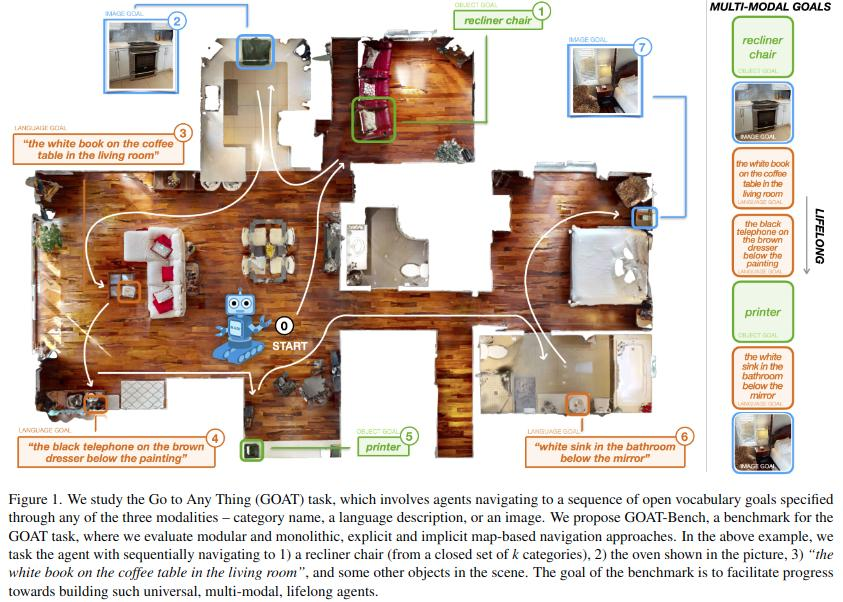 MULTI-MODAL GOALS
IMAGE GOAL
2
OBJECT GOAL
1
recliner chair
IMAGE GOAL
7
LANGUAGE GOAL
3
"the white book on the coffee
table in the living room"
0
START
LANGUAGE GOAL
4
"the black telephone on the brown
dresser below the painting"
OBJECT GOAL
5
printer
LANGUAGE GOAL
6
"white sink in the bathroom
below the mirror"
recliner
chair
OBJECT GOAL
IMAGE GOAL
the white book
on the coffee
table in the
living room
LANGUAGE GOAL
the black
telephone on
the brown
dresser
below the
painting
LANGUAGE GOAL
printer
OBJECT GOAL
the white
sink in the
bathroom
below the
mirror
LANGUAGE GOAL
IMAGE GOAL
LIFELONG
Figure 1. We study the Go to Any Thing (GOAT) task, which involves agents navigating to a sequence of open vocabulary goals specified
through any of the three modalities – category name, a language description, or an image. We propose GOAT-Bench, a benchmark for the
GOAT task, where we evaluate modular and monolithic, explicit and implicit map-based navigation approaches. In the above example, we
task the agent with sequentially navigating to 1) a recliner chair (from a closed set of k categories), 2) the oven shown in the picture, 3) "the
white book on the coffee table in the living room", and some other objects in the scene. The goal of the benchmark is to facilitate progress
towards building such universal, multi-modal, lifelong agents.